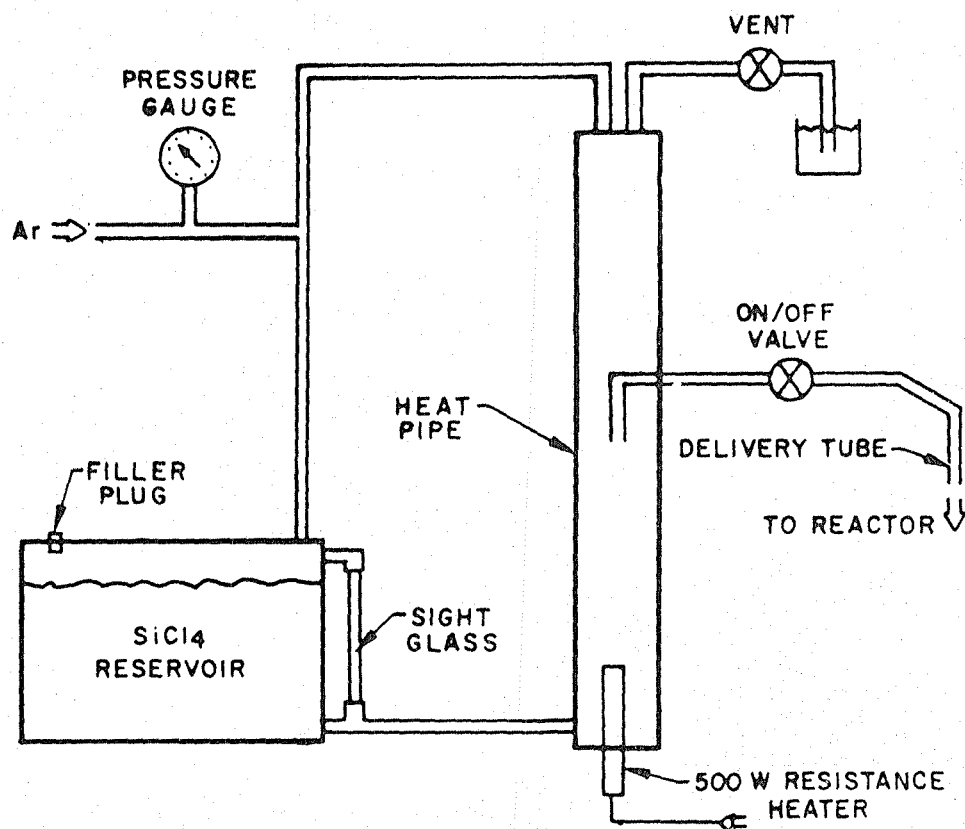 VENT
PRESSURE
GAUGE
Ar
ON/OFF
VALVE
HEAT
PIPE
DELIVERY TUBE
FILLER
PLUG
TO REACTOR
SiCl4
RESERVOIR
SIGHT
GLASS
500 W RESISTANCE
HEATER